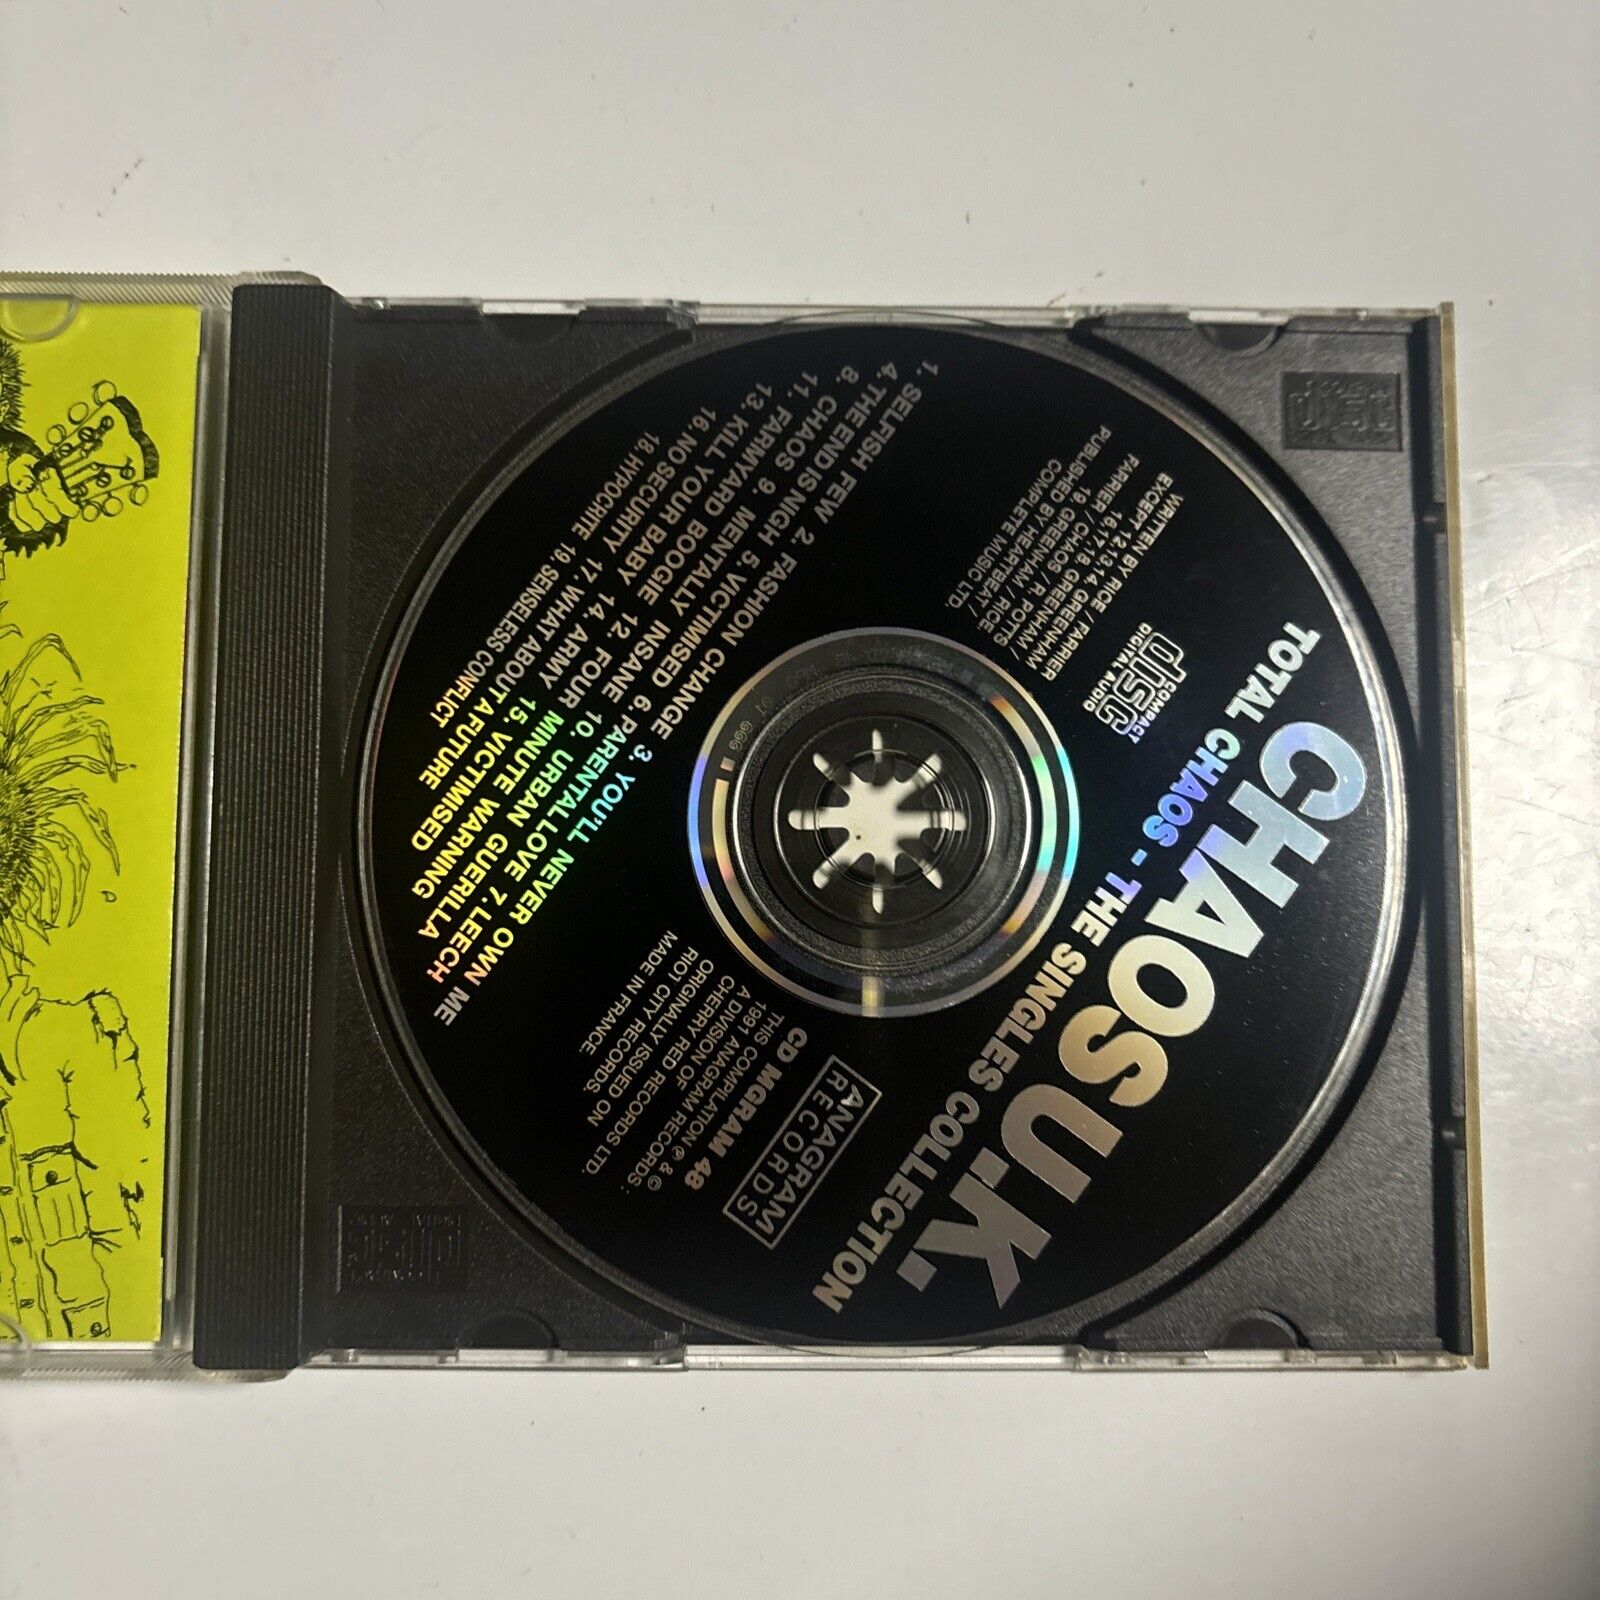 CHAOS U.K.
TOTAL CHAOS - THE SINGLES COLLECTION
COMPACT
disc
DIGITAL AUDIO
WRITTEN BY RICE / FARRIER
EXCEPT 12.13.14. GREENHAM
16.17.18. GREENHAM /
FARRIER / CHAOS / R. POTTS
19. GREENHAM / RICE.
PUBLISHED BY HEARTBEAT /
COMPLETE MUSIC LTD.
ANAGRAM
RECORDS
CD MGRAM 48
THIS COMPILATION ℗ & ©
1991 ANAGRAM RECORDS:
A DIVISION OF
CHERRY RED RECORDS LTD.
ORIGINALLY ISSUED ON
RIOT CITY RECORDS.
MADE IN FRANCE.
1. SELFISH FEW 2. FASHION CHANGE 3. YOU'LL NEVER OWN ME
4. THE END IS NIGH 5. VICTIMISED 6. PARENTAL LOVE 7. LEECH
8. CHAOS 9. MENTALLY INSANE 10. URBAN GUERILLA
11. FARMYARD BOOGIE 12. FOUR MINUTE WARNING
13. KILL YOUR BABY 14. ARMY 15. VICTIMISED
16. NO SECURITY 17. WHAT ABOUT A FUTURE
18. HYPOCRITE 19. SENSELESS CONFLICT